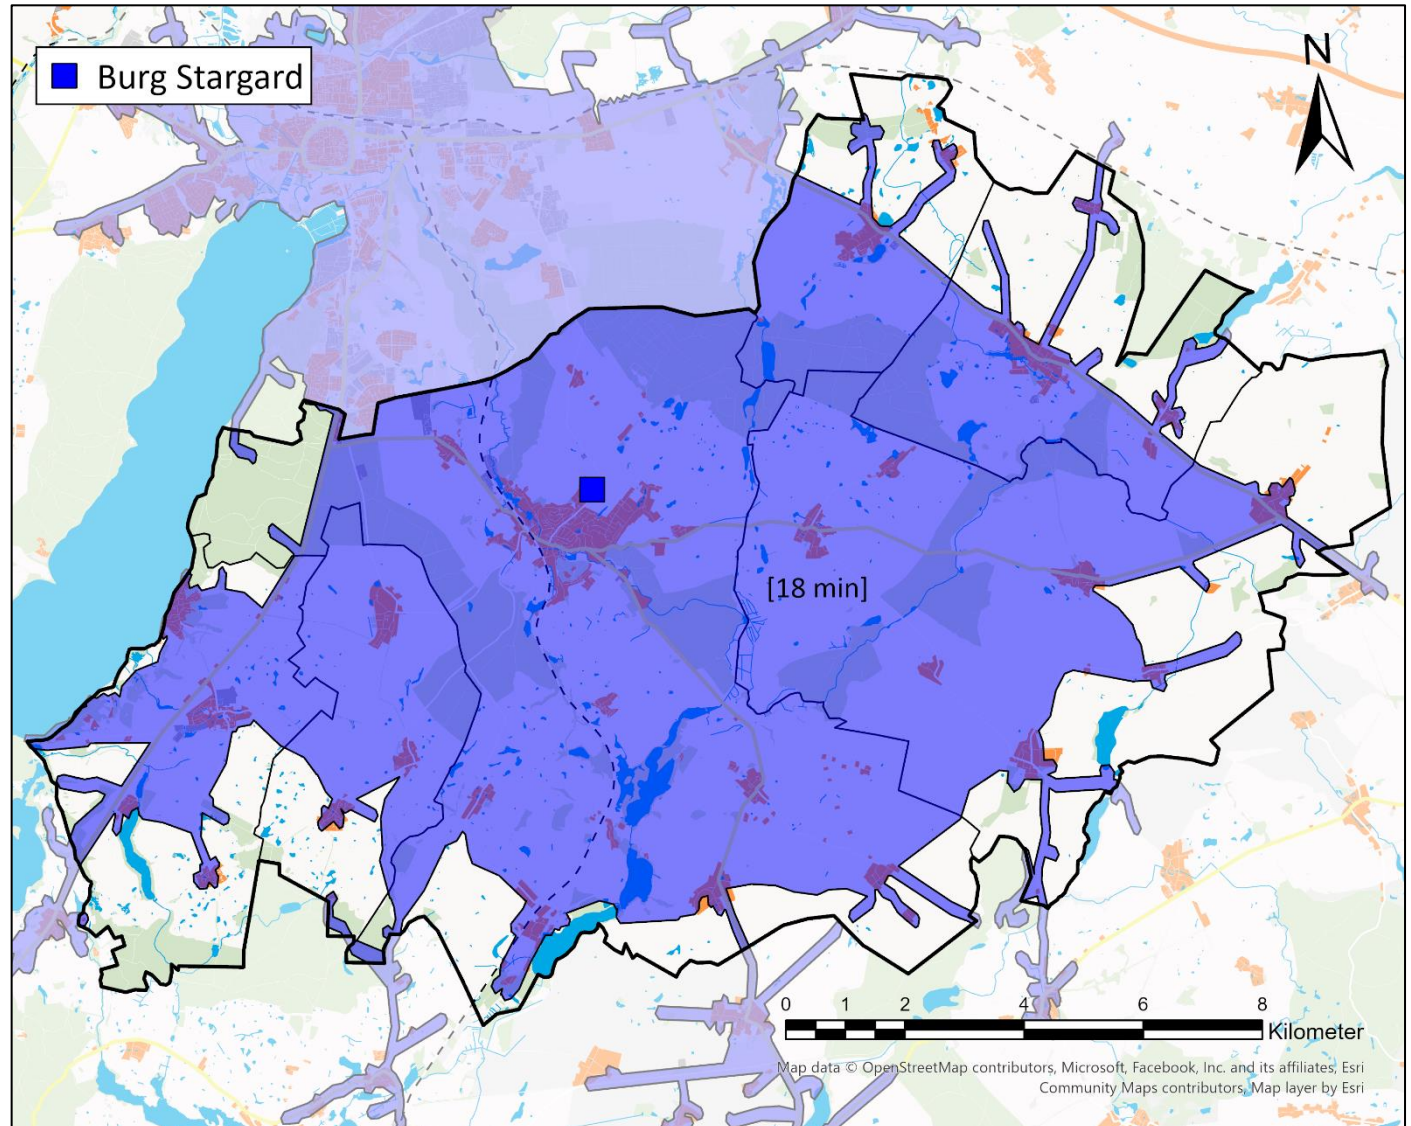 Burg Stargard
N
[18 min]
0 1 2 4 6 8
Kilometer
Map data © OpenStreetMap contributors, Microsoft, Facebook, Inc. and its affiliates, Esri
Community Maps contributors, Map layer by Esri